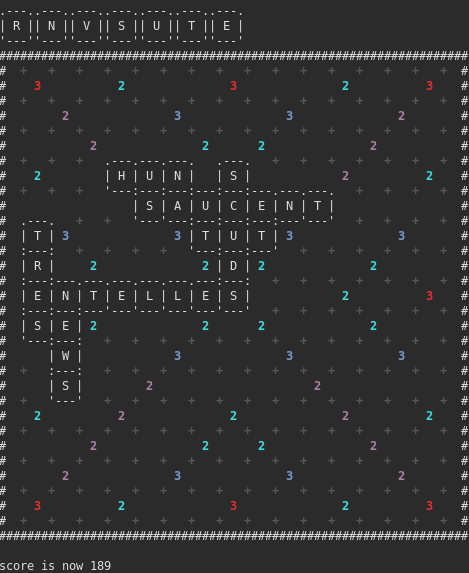 R N V S U T E
3 2 3 2 3
2 3 3 2
2 2 2 2
2 H U N S 2 2
S A U C E N T
T 3 3 T U T 3 3
R 2 2 D 2 2
E N T E L L E S 2 3
S E 2 2 2 2
W 3 3 3
S 2 2
2 2 2 2 2
2 2 2 2
2 3 3 2
3 2 3 2 3
score is now 189